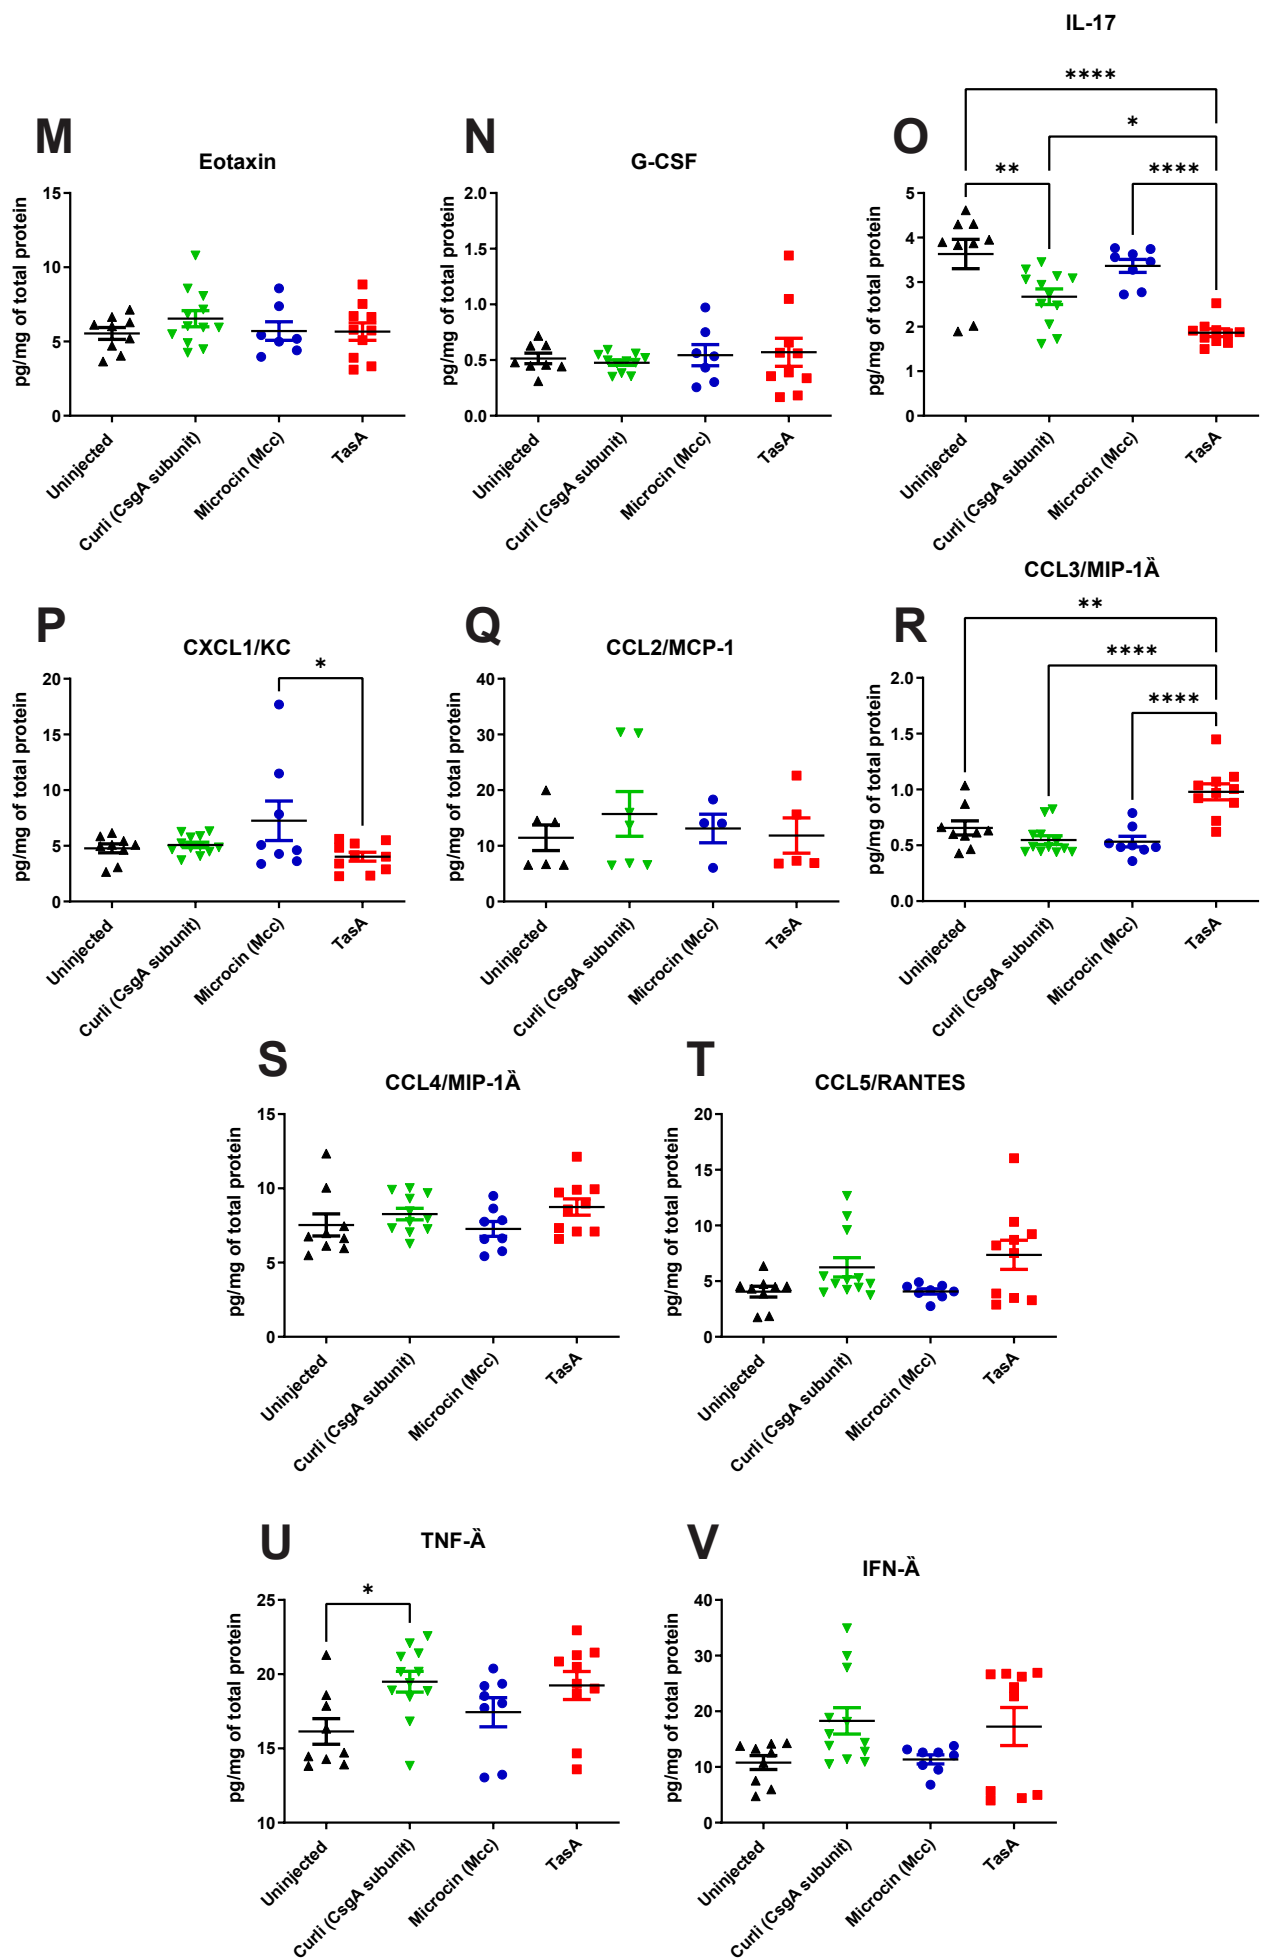 IL-17
****
M
N
O
*
Eotaxin
G-CSF
**
****
pg/mg of total protein
15
10
5
0
Uninjected
Curli (CsgA subunit)
Microcin (Mcc)
TasA
pg/mg of total protein
2.0
1.5
1.0
0.5
0.0
Uninjected
Curli (CsgA subunit)
Microcin (Mcc)
TasA
pg/mg of total protein
5
4
3
2
1
0
Uninjected
Curli (CsgA subunit)
Microcin (Mcc)
TasA
P
CXCL1/KC
*
pg/mg of total protein
20
15
10
5
0
Uninjected
Curli (CsgA subunit)
Microcin (Mcc)
TasA
Q
CCL2/MCP-1
pg/mg of total protein
40
30
20
10
0
Uninjected
Curli (CsgA subunit)
Microcin (Mcc)
TasA
CCL3/MIP-1Ὰ
R
**
****
****
pg/mg of total protein
2.0
1.5
1.0
0.5
0.0
Uninjected
Curli (CsgA subunit)
Microcin (Mcc)
TasA
S
CCL4/MIP-1Ὰ
pg/mg of total protein
15
10
5
0
Uninjected
Curli (CsgA subunit)
Microcin (Mcc)
TasA
T
CCL5/RANTES
pg/mg of total protein
20
15
10
5
0
Uninjected
Curli (CsgA subunit)
Microcin (Mcc)
TasA
U
TNF-Ὰ
*
pg/mg of total protein
25
20
15
10
Uninjected
Curli (CsgA subunit)
Microcin (Mcc)
TasA
V
IFN-Ὰ
pg/mg of total protein
40
30
20
10
0
Uninjected
Curli (CsgA subunit)
Microcin (Mcc)
TasA